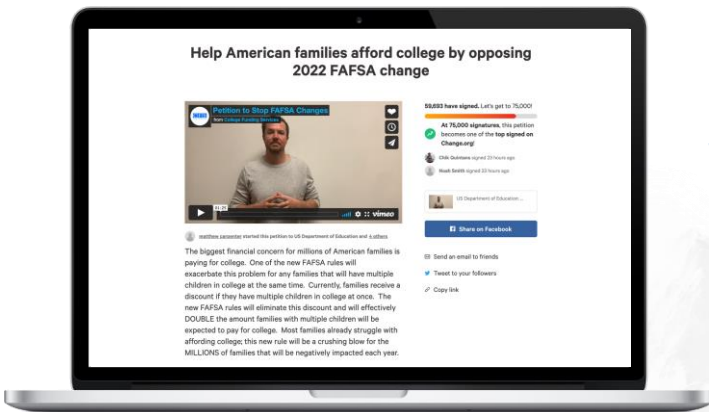 Help American families afford college by opposing
2022 FAFSA change
Petition to Stop FAFSA Changes
from College Funding Services
01:25
vimeo
matthew carpenter started this petition to US Department of Education and 4 others
The biggest financial concern for millions of American families is
paying for college. One of the new FAFSA rules will
exacerbate this problem for any families that will have multiple
children in college at the same time. Currently, families receive a
discount if they have multiple children in college at once. The
new FAFSA rules will eliminate this discount and will effectively
DOUBLE the amount families with multiple children will be
expected to pay for college. Most families already struggle with
affording college; this new rule will be a crushing blow for the
MILLIONS of families that will be negatively impacted each year.
59,693 have signed. Let's get to 75,000!
At 75,000 signatures, this petition
becomes one of the top signed on
Change.org!
signed 23 hours ago
Noah Smith signed 23 hours ago
US Department of Education ...
Share on Facebook
Send an email to friends
Tweet to your followers
Copy link